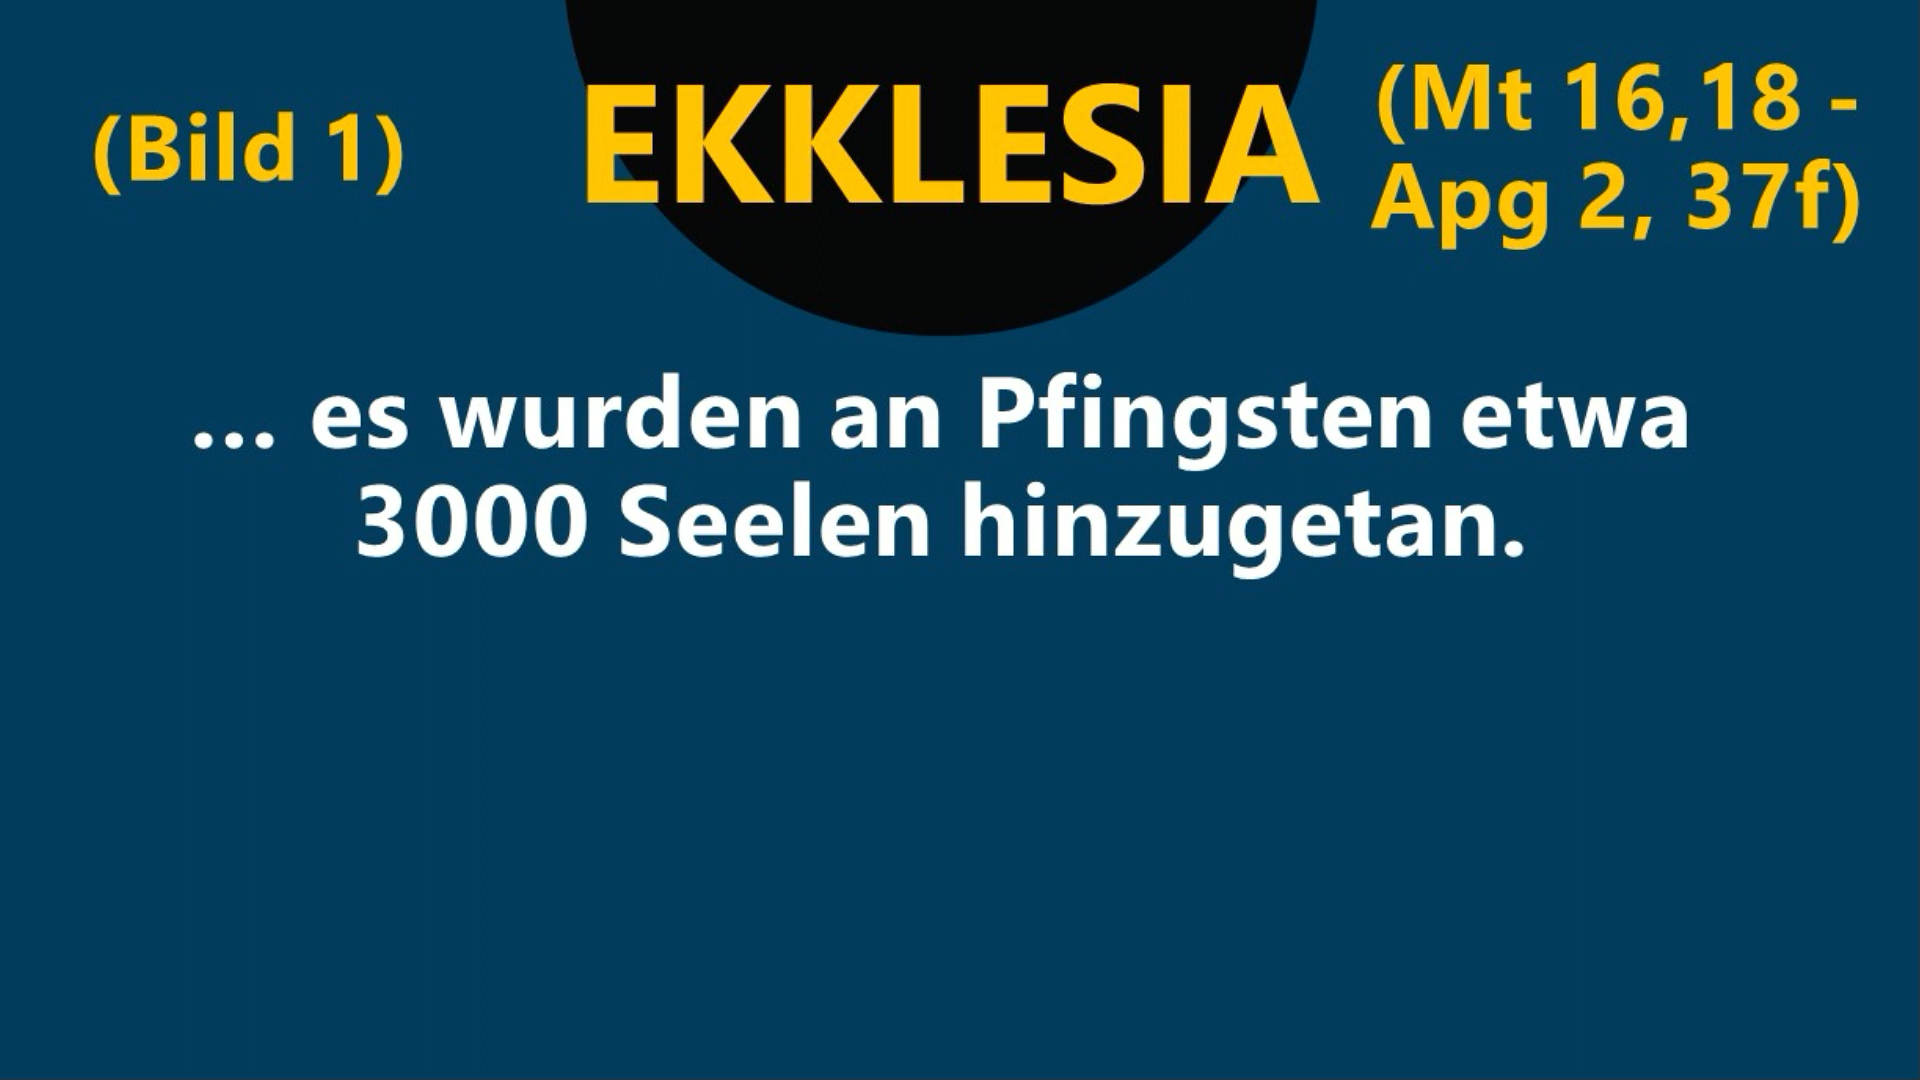 (Bild 1)
EKKLESIA
(Mt 16,18 -
Apg 2, 37f)
... es wurden an Pfingsten etwa
3000 Seelen hinzugetan.